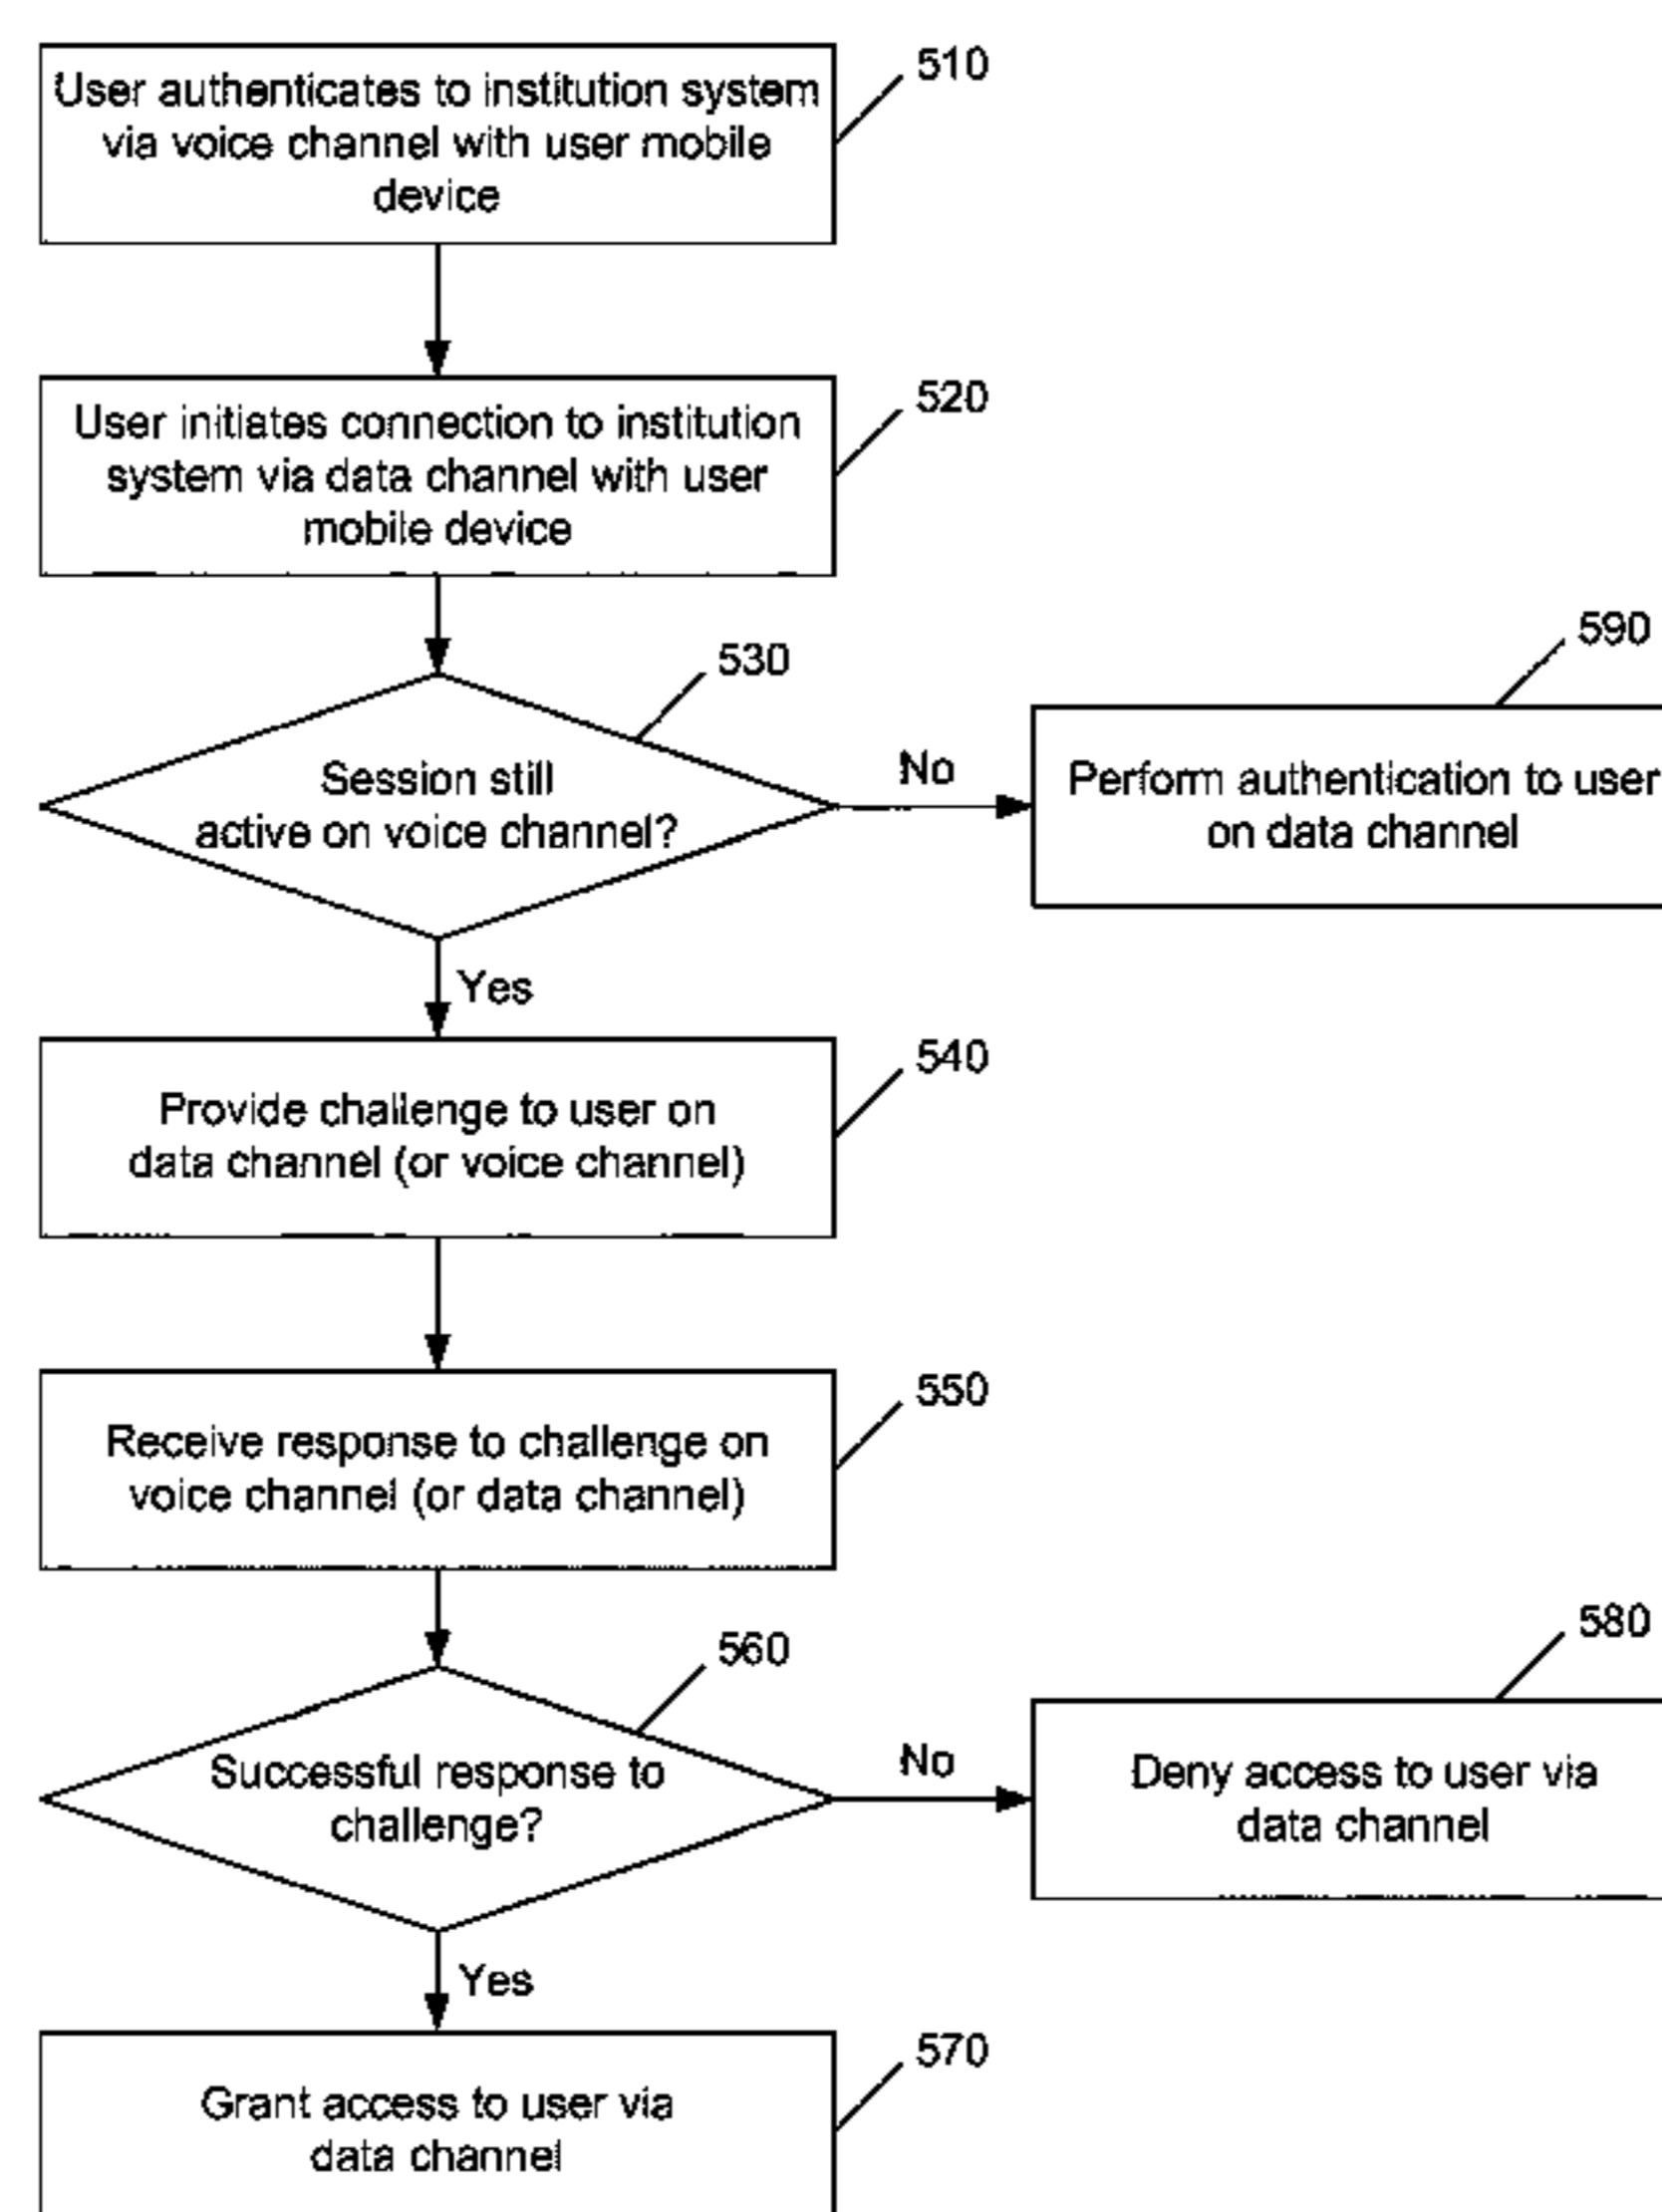 User authenticates to institution system
via voice channel with user mobile
device
510
User initiates connection to institution
system via data channel with user
mobile device
520
Session still
active on voice channel?
530
No
Perform authentication to user
on data channel
590
Yes
Provide challenge to user on
data channel (or voice channel)
540
Receive response to challenge on
voice channel (or data channel)
550
Successful response to
challenge?
560
No
Deny access to user via
data channel
580
Yes
Grant access to user via
data channel
570